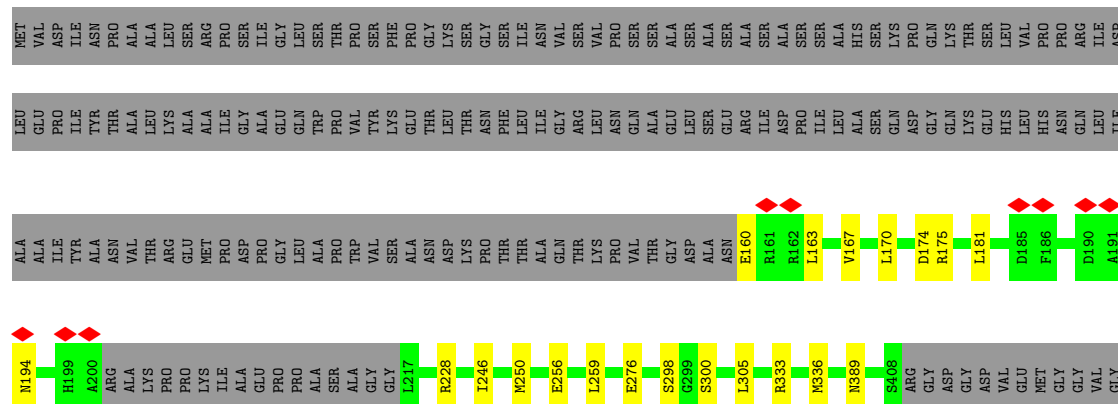 MET VAL ASP ILE ASN PRO ALA ALA LEU SER ARG PRO SER ILE GLY LEU SER THR PRO SER PHE PRO GLY LYS SER GLY SER ILE ASN VAL SER VAL PRO SER SER ALA SER ALA SER ALA SER ALA SER SER ALA HIS SER LYS PRO GLN LYS THR SER LEU VAL PRO PRO ARG ILE ASP
LEU GLU PRO ILE TYR THR ALA LEU LYS ALA ALA ILE GLY ALA GLU GLN TRP PRO VAL TYR LYS GLU THR LEU THR ASN PHE LEU ILE GLY ARG LEU ASN GLN ALA GLU LEU SER GLU ARG ILE ASP PRO ILE LEU ALA SER GLN ASP GLY GLN LYS GLU HIS LEU HIS ASN GLN LEU ILE
ALA ALA ILE TYR ALA ASN VAL THR ARG GLU MET PRO ASP PRO GLY LEU ALA PRO TRP VAL SER ALA ASN ASP LYS PRO THR THR ALA GLN THR LYS PRO VAL THR GLY ASP ALA ASN E160 R161 R162 L163 V167 L170 D174 R175 L181 D185 F186 D190 A191
N194 H199 A200 ARG ALA LYS PRO PRO LYS ILE ALA GLU PRO PRO ALA SER ALA GLY GLY L217 R228 I246 M250 E256 L259 E276 S298 G299 S300 L305 R333 M336 N389 S408 ARG GLY ASP GLY ASP VAL GLU MET GLY GLY VAL GLY